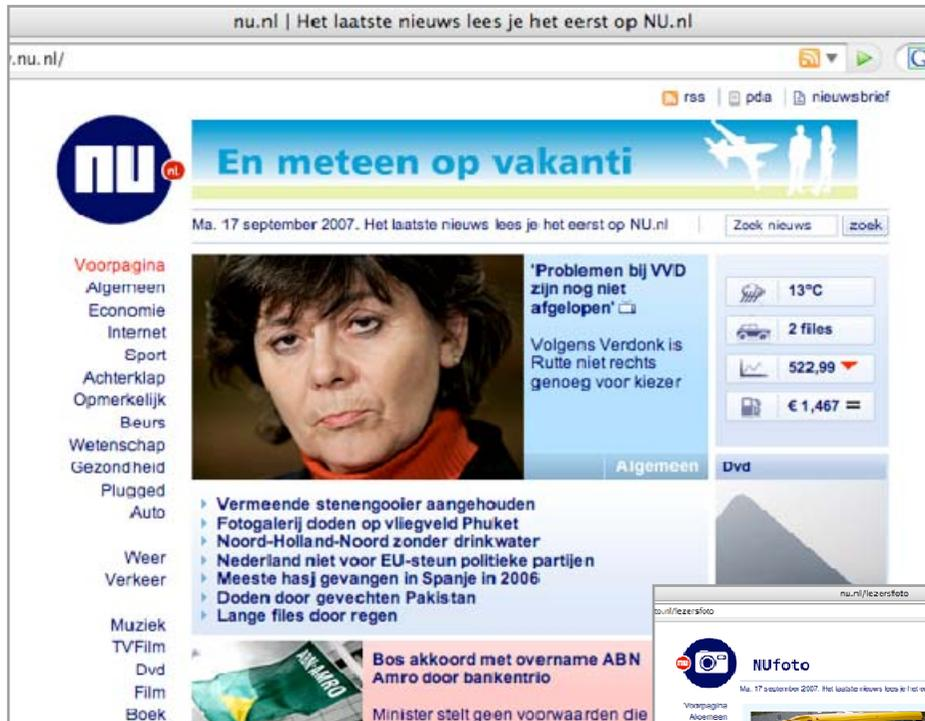 nu.nl | Het laatste nieuws lees je het eerst op NU.nl
.nu.nl/
rss | pda | nieuwsbrief
nu
nl
En meteen op vakanti
Ma. 17 september 2007. Het laatste nieuws lees je het eerst op NU.nl
Zoek nieuws
zoek
Voorpagina
Algemeen
Economie
Internet
Sport
Achterklap
Opmerkelijk
Beurs
Wetenschap
Gezondheid
Plugged
Auto
Weer
Verkeer
Muziek
TVFilm
Dvd
Film
Boek
'Problemen bij VVD
zijn nog niet
afgelopen'
Volgens Verdonk is
Rutte niet rechts
genoeg voor kiezer
Algemeen
13°C
2 files
522,99
€ 1,467 =
Dvd
Vermeende stenengooier aangehouden
Fotogalerij doden op vliegveld Phuket
Noord-Holland-Noord zonder drinkwater
Nederland niet voor EU-steun politieke partijen
Meeste hasj gevangen in Spanje in 2006
Doden door gevechten Pakistan
Lange files door regen
ABN·AMRO
Bos akkoord met overname ABN
Amro door bankentrio
Minister stelt geen voorwaarden die
nu.nl/lezersfoto
to.nl/lezersfoto
nu
NUfoto
Ma. 17 september 2007. Het laatste nieuws lees je het e
Voorpagina
Algemeen